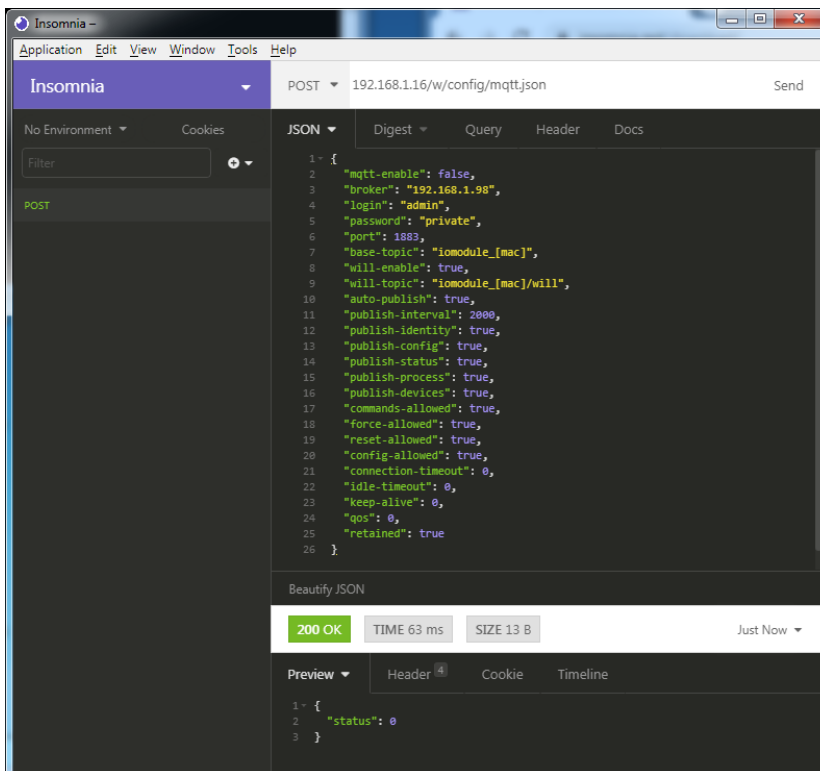 Insomnia –
Application Edit View Window Tools Help
Insomnia
POST 192.168.1.16/w/config/mqtt.json Send
No Environment Cookies
JSON Digest Query Header Docs
Filter
POST
1 {
2 "mqtt-enable": false,
3 "broker": "192.168.1.98",
4 "login": "admin",
5 "password": "private",
6 "port": 1883,
7 "base-topic": "iomodule_[mac]",
8 "will-enable": true,
9 "will-topic": "iomodule_[mac]/will",
10 "auto-publish": true,
11 "publish-interval": 2000,
12 "publish-identity": true,
13 "publish-config": true,
14 "publish-status": true,
15 "publish-process": true,
16 "publish-devices": true,
17 "commands-allowed": true,
18 "force-allowed": true,
19 "reset-allowed": true,
20 "config-allowed": true,
21 "connection-timeout": 0,
22 "idle-timeout": 0,
23 "keep-alive": 0,
24 "qos": 0,
25 "retained": true
26 }
Beautify JSON
200 OK TIME 63 ms SIZE 13 B Just Now
Preview Header 4 Cookie Timeline
1 {
2 "status": 0
3 }